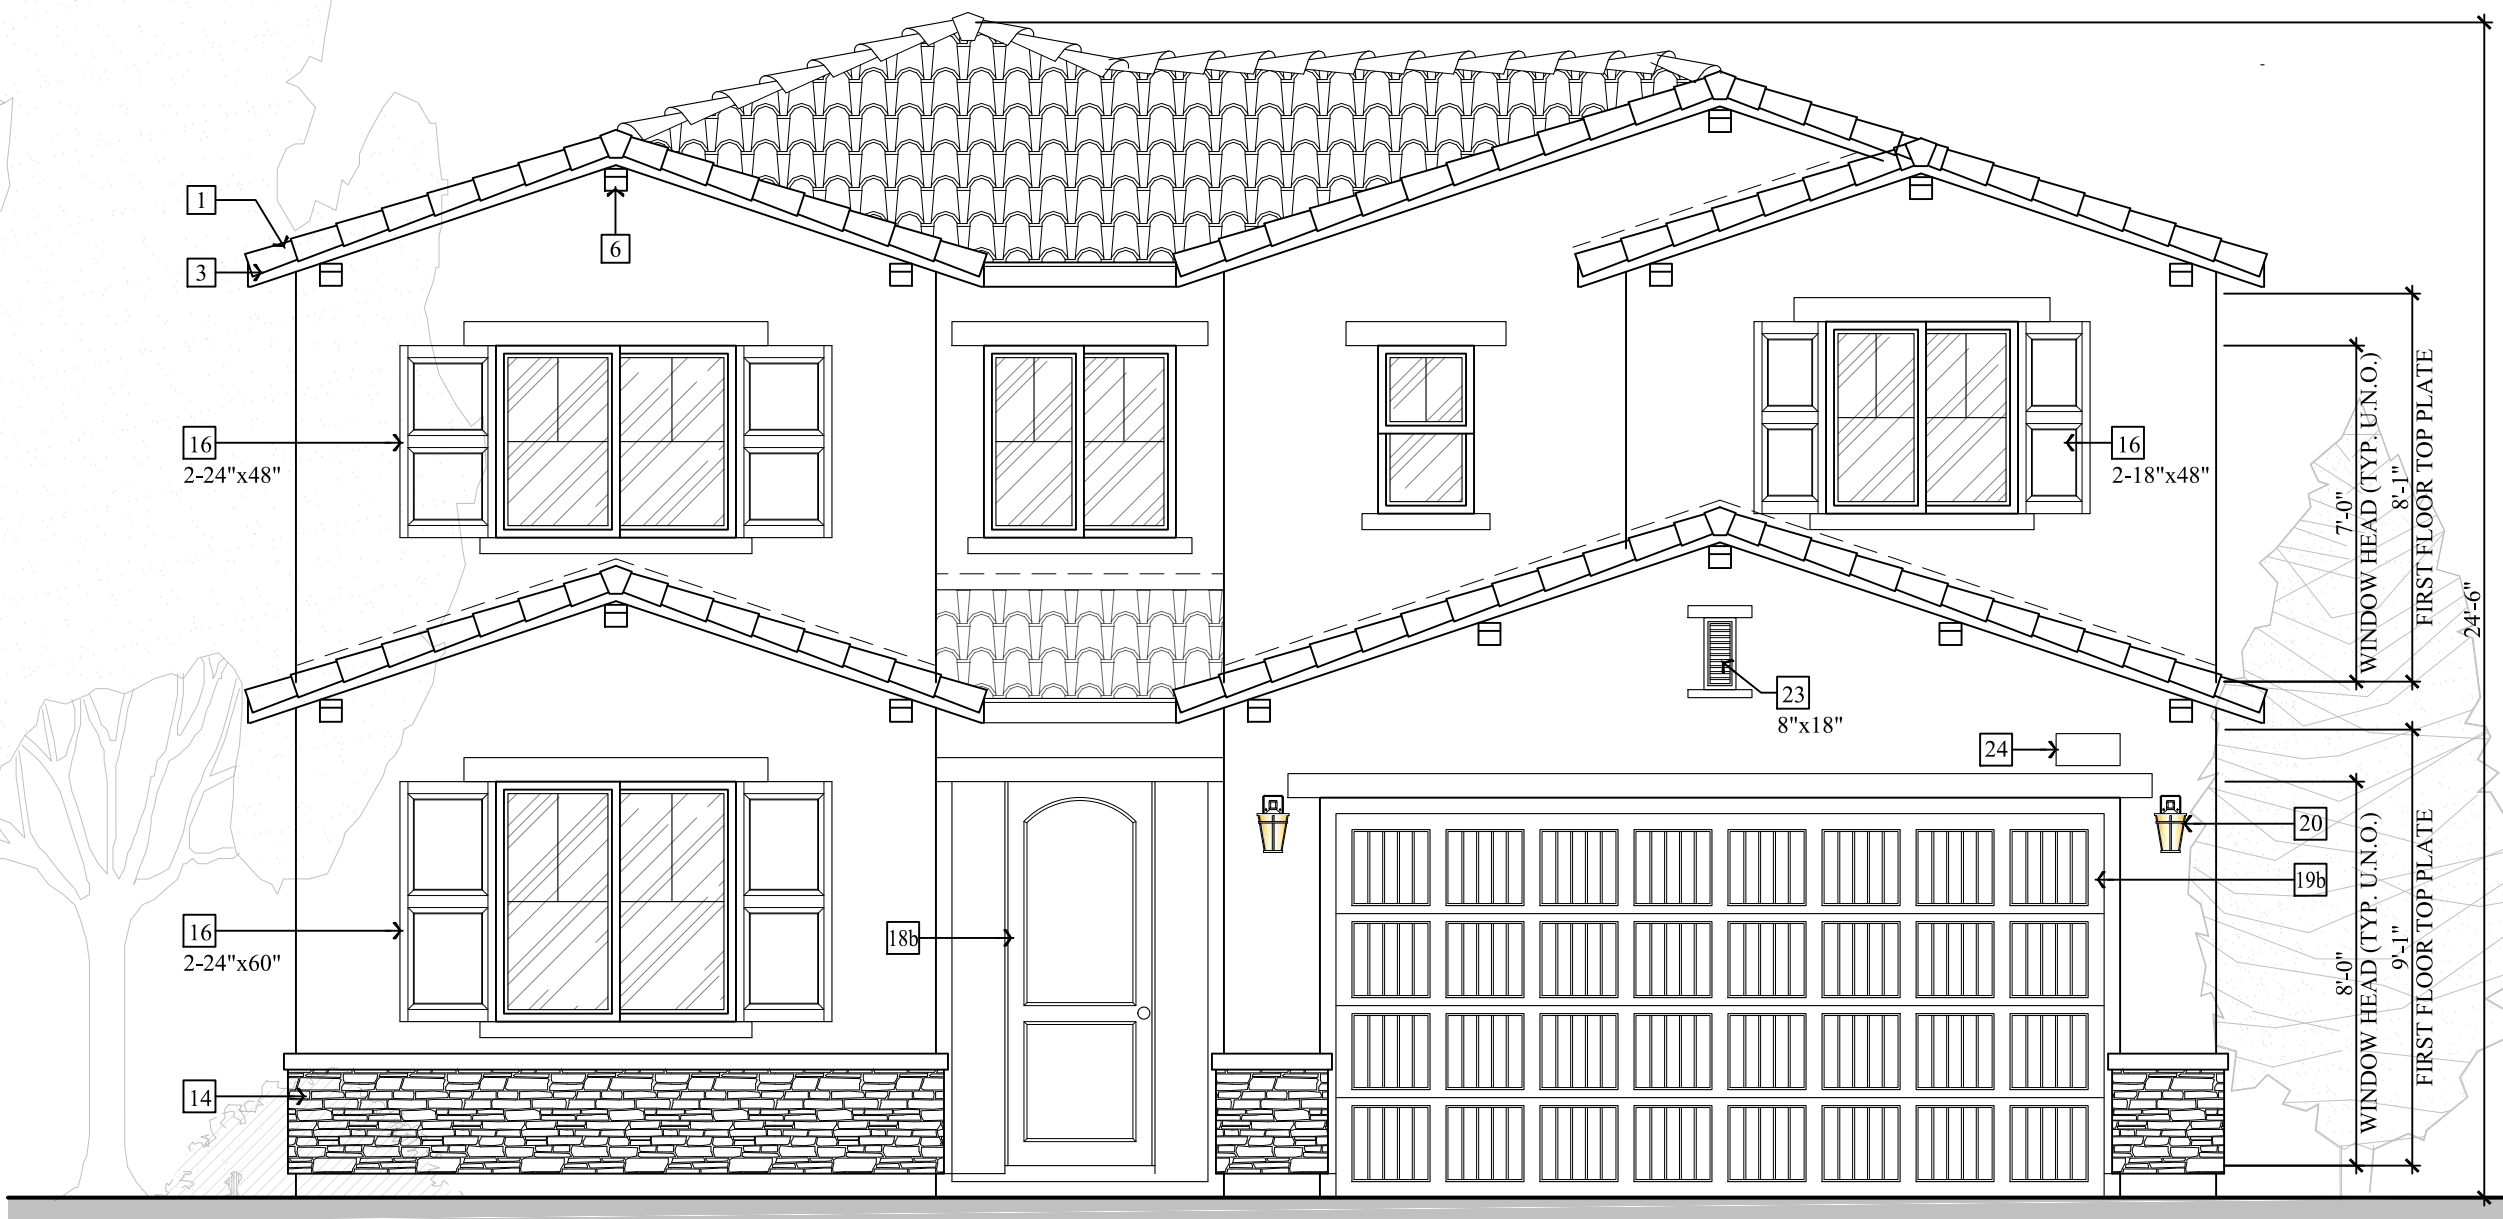 1
3
6
16
2-24"x48"
16
2-18"x48"
7'-0"
WINDOW HEAD (TYP. U.N.O.)
8'-1"
FIRST FLOOR TOP PLATE
24'-6"
23
8"x18"
24
20
19b
16
2-24"x60"
18b
8'-0"
WINDOW HEAD (TYP. U.N.O.)
9'-1"
FIRST FLOOR TOP PLATE
14